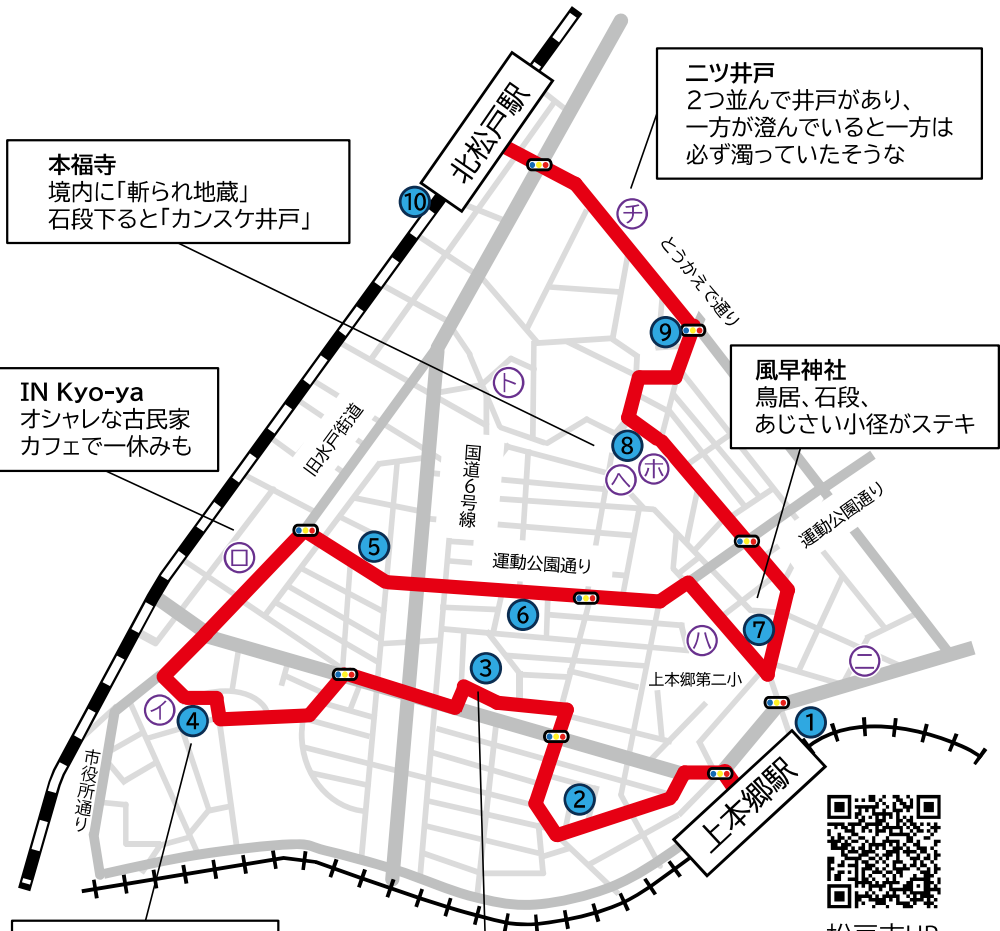 二ツ井戸
2つ並んで井戸があり、
一方が澄んでいると一方は
必ず濁っていたそうな
北松戸駅
本福寺
境内に「斬られ地蔵」
石段下ると「カンスケ井戸」
10
チ
とうかえで通り
9
風早神社
鳥居、石段、
あじさい小径がステキ
IN Kyo-ya
オシャレな古民家
カフェで一休みも
ト
旧水戸街道
国道6号線
8
ヘ
ホ
運動公園通り
ロ
5
運動公園通り
6
7
ハ
ニ
3
上本郷第二小
イ
4
1
市役所通り
2
上本郷駅
松戸市HP